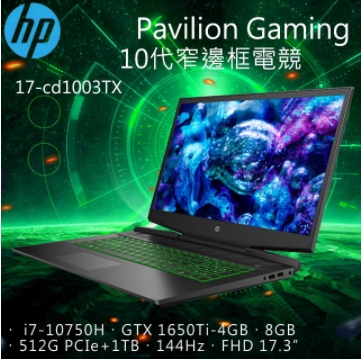 hp
Pavilion Gaming
10代窄邊框電競
17-cd1003TX
· i7-10750H · GTX 1650Ti-4GB · 8GB
· 512G PCIe+1TB · 144Hz · FHD 17.3"